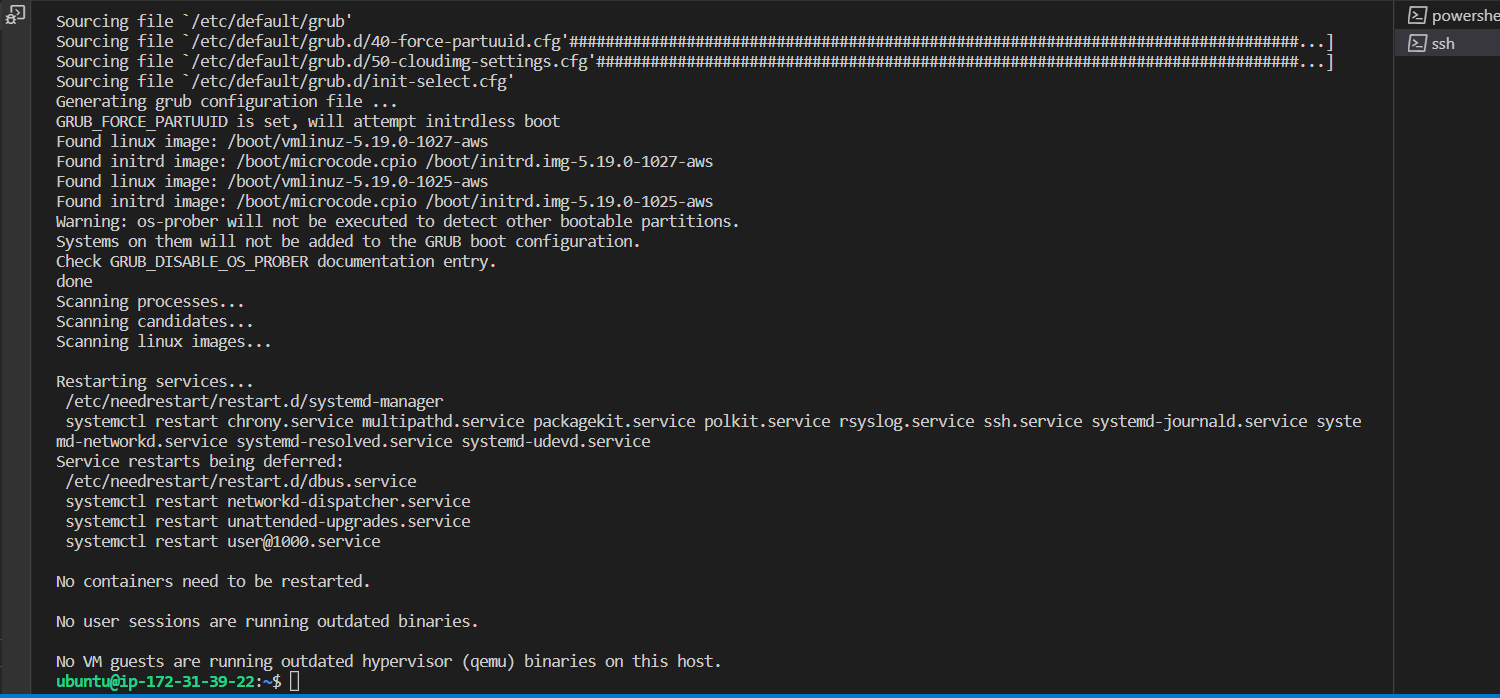 Sourcing file `/etc/default/grub'
Sourcing file `/etc/default/grub.d/40-force-partuuid.cfg'#################################################################################...]
Sourcing file `/etc/default/grub.d/50-cloudimg-settings.cfg'##############################################################################...]
Sourcing file `/etc/default/grub.d/init-select.cfg'
Generating grub configuration file ...
GRUB_FORCE_PARTUUID is set, will attempt initrdless boot
Found linux image: /boot/vmlinuz-5.19.0-1027-aws
Found initrd image: /boot/microcode.cpio /boot/initrd.img-5.19.0-1027-aws
Found linux image: /boot/vmlinuz-5.19.0-1025-aws
Found initrd image: /boot/microcode.cpio /boot/initrd.img-5.19.0-1025-aws
Warning: os-prober will not be executed to detect other bootable partitions.
Systems on them will not be added to the GRUB boot configuration.
Check GRUB_DISABLE_OS_PROBER documentation entry.
done
Scanning processes...
Scanning candidates...
Scanning linux images...
Restarting services...
/etc/needrestart/restart.d/systemd-manager
systemctl restart chrony.service multipathd.service packagekit.service polkit.service rsyslog.service ssh.service systemd-journald.service syste
md-networkd.service systemd-resolved.service systemd-udevd.service
Service restarts being deferred:
/etc/needrestart/restart.d/dbus.service
systemctl restart networkd-dispatcher.service
systemctl restart unattended-upgrades.service
systemctl restart user@1000.service
No containers need to be restarted.
No user sessions are running outdated binaries.
No VM guests are running outdated hypervisor (qemu) binaries on this host.
ubuntu@ip-172-31-39-22:~$
powershe
ssh